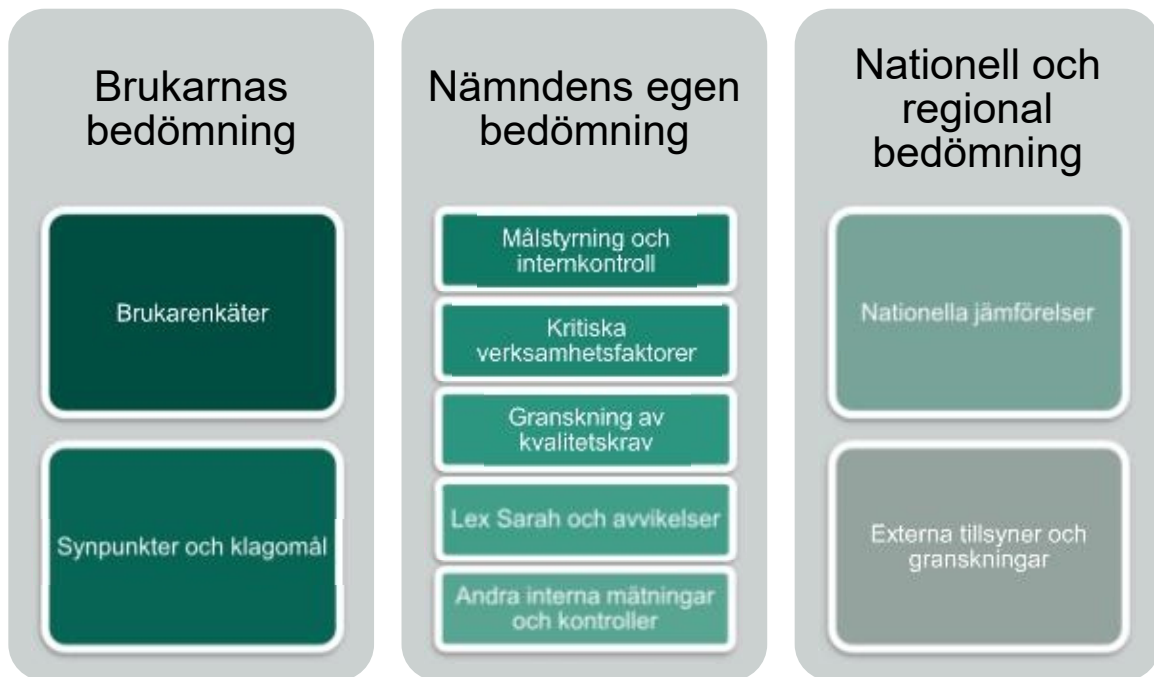 Brukarnas
bedömning
Brukarenkäter
Synpunkter och klagomål
Nämndens egen
bedömning
Målstyrning och
internkontroll
Kritiska
verksamhetsfaktorer
Granskning av
kvalitetskrav
Lex Sarah och avvikelser
Andra interna mätningar
och kontroller
Nationell och
regional
bedömning
Nationella jämförelser
Externa tillsyner och
granskningar